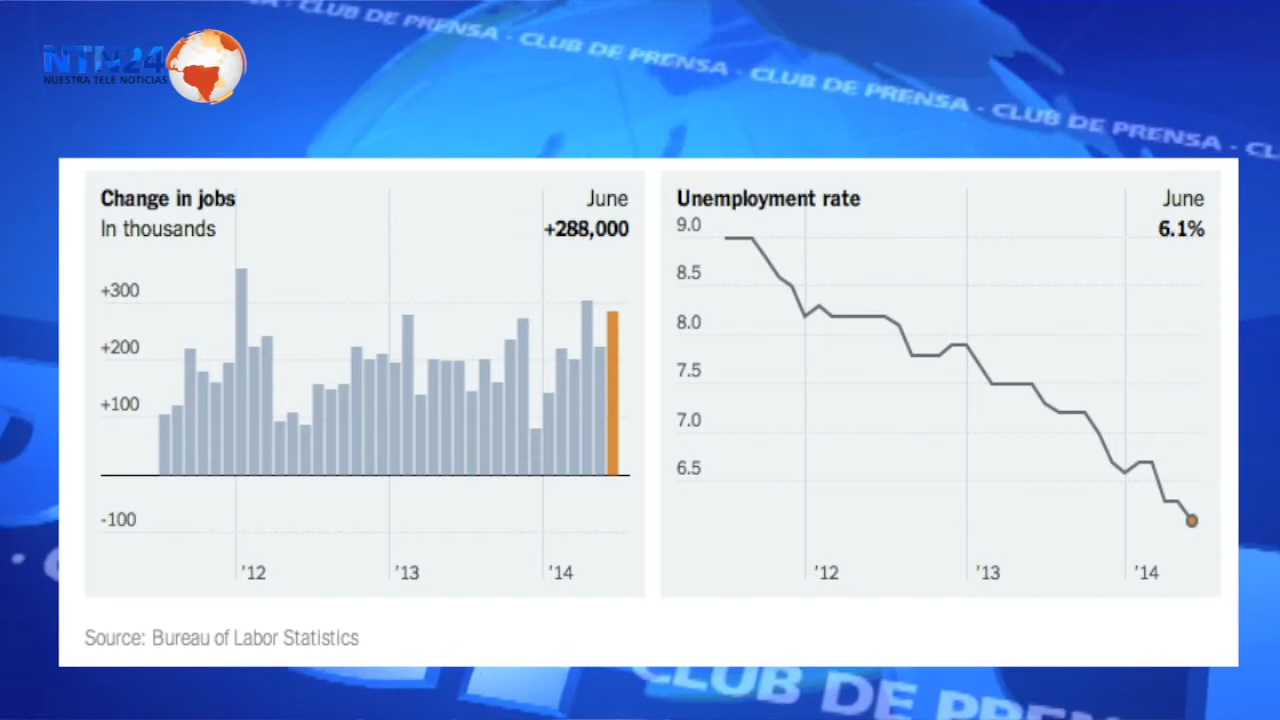 · CLUB DE PRENSA · CLUB DE PRENSA · CLUB DE PRENSA · CLUB DE PRENSA ·
NTN24
NUESTRA TELE NOTICIAS
Change in jobs
In thousands
June
+288,000
+300
+200
+100
-100
'12
'13
'14
Unemployment rate
June
6.1%
9.0
8.5
8.0
7.5
7.0
6.5
'12
'13
'14
Source: Bureau of Labor Statistics
CLUB DE